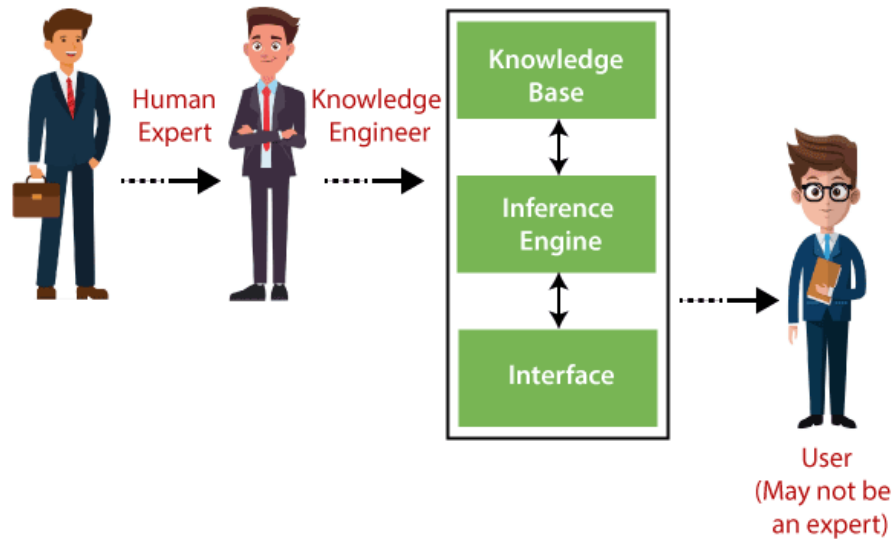 Human
Expert
Knowledge
Engineer
Knowledge
Base
Inference
Engine
Interface
User
(May not be
an expert)